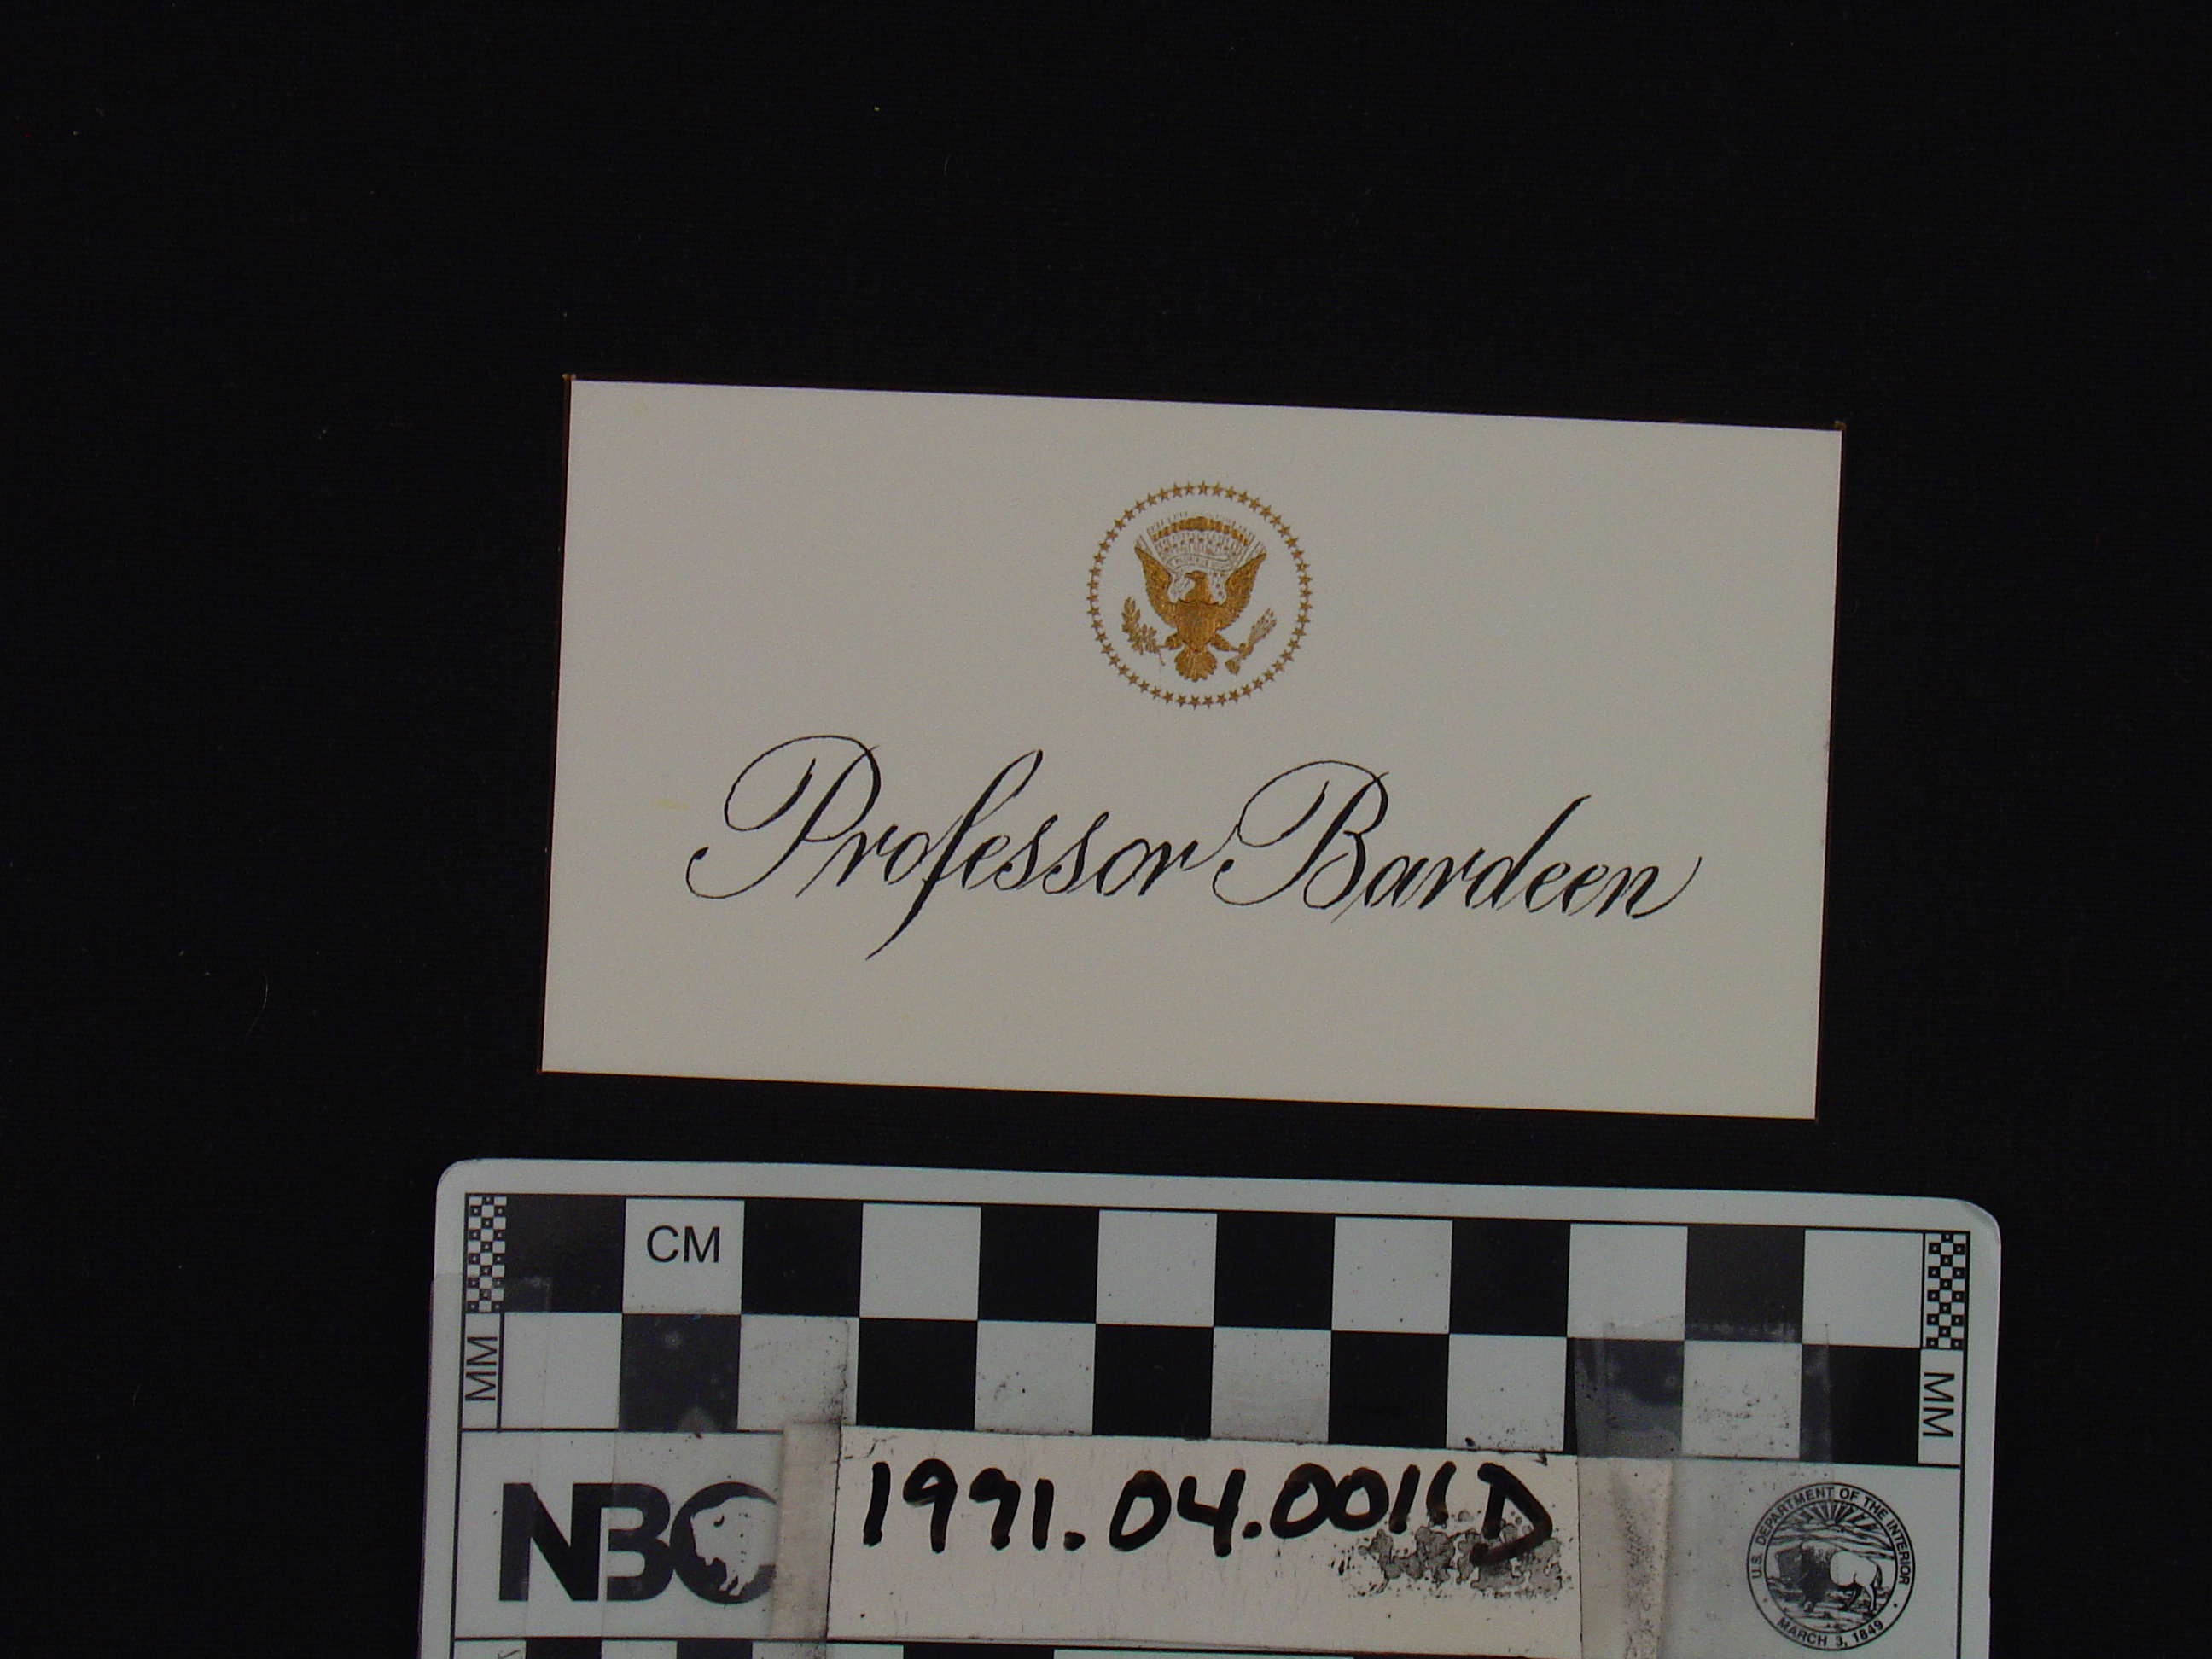 Professor Bardeen
CM
MM
MM
NBC
1991.04.0011D
U.S. DEPARTMENT OF THE INTERIOR
MARCH 3, 1849